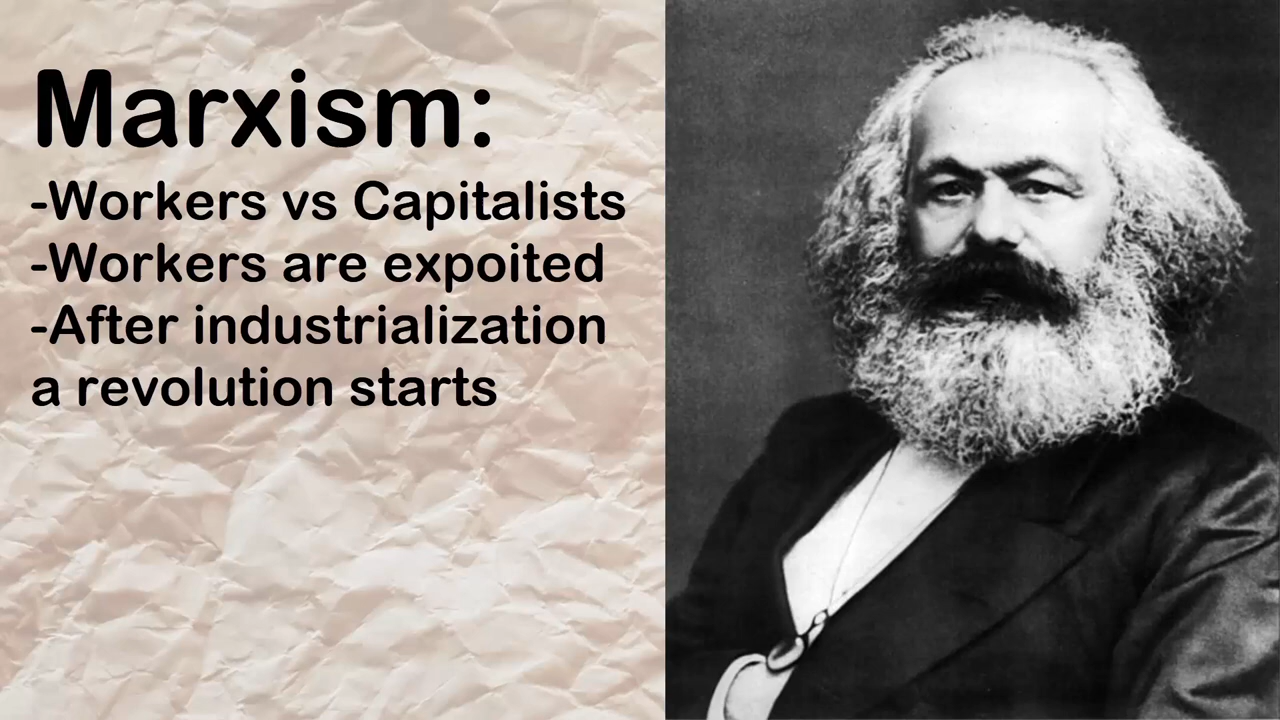 Marxism:
-Workers vs Capitalists
-Workers are expoited
-After industrialization
a revolution starts